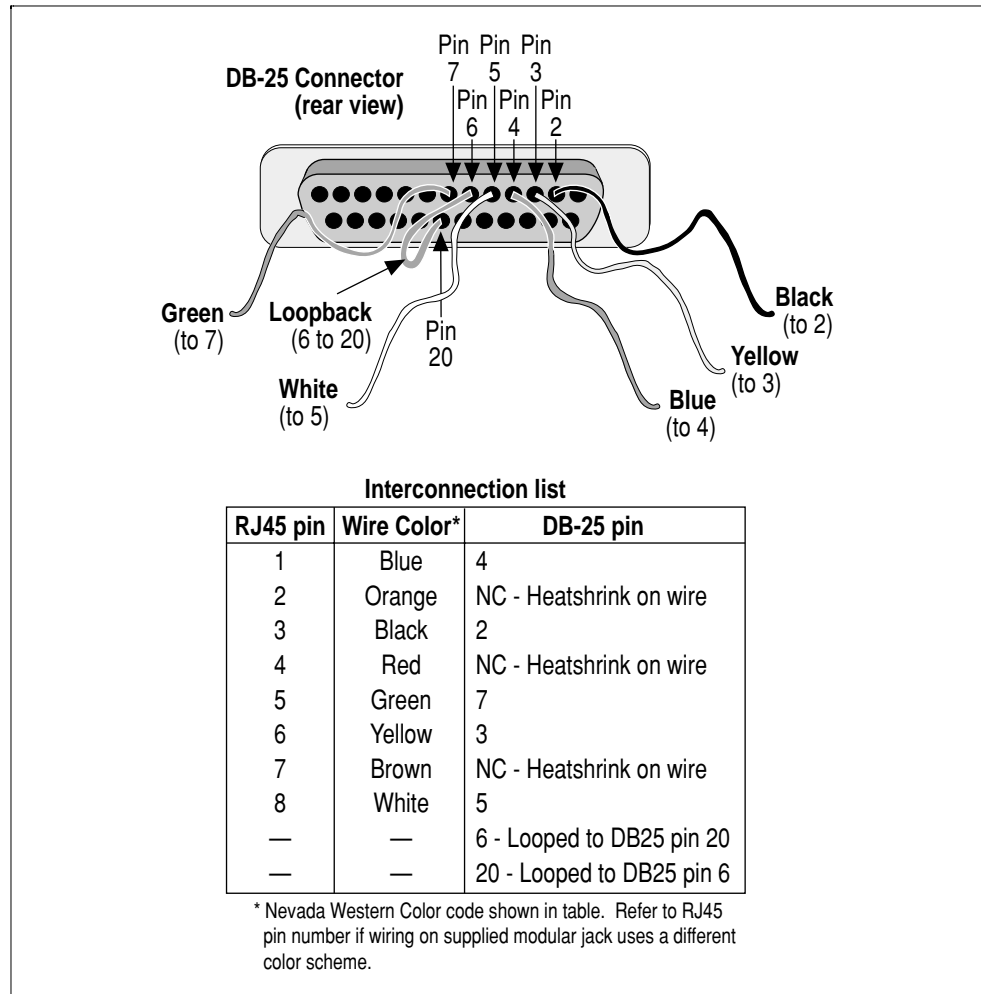 DB-25 Connector
(rear view)
Pin
7
Pin
6
Pin
5
Pin
4
Pin
3
Pin
2
Green
(to 7)
Loopback
(6 to 20)
Pin
20
White
(to 5)
Black
(to 2)
Yellow
(to 3)
Blue
(to 4)
Interconnection list
RJ45 pin Wire Color* DB-25 pin
1 Blue 4
2 Orange NC - Heatshrink on wire
3 Black 2
4 Red NC - Heatshrink on wire
5 Green 7
6 Yellow 3
7 Brown NC - Heatshrink on wire
8 White 5
— — 6 - Looped to DB25 pin 20
— — 20 - Looped to DB25 pin 6
* Nevada Western Color code shown in table. Refer to RJ45
pin number if wiring on supplied modular jack uses a different
color scheme.